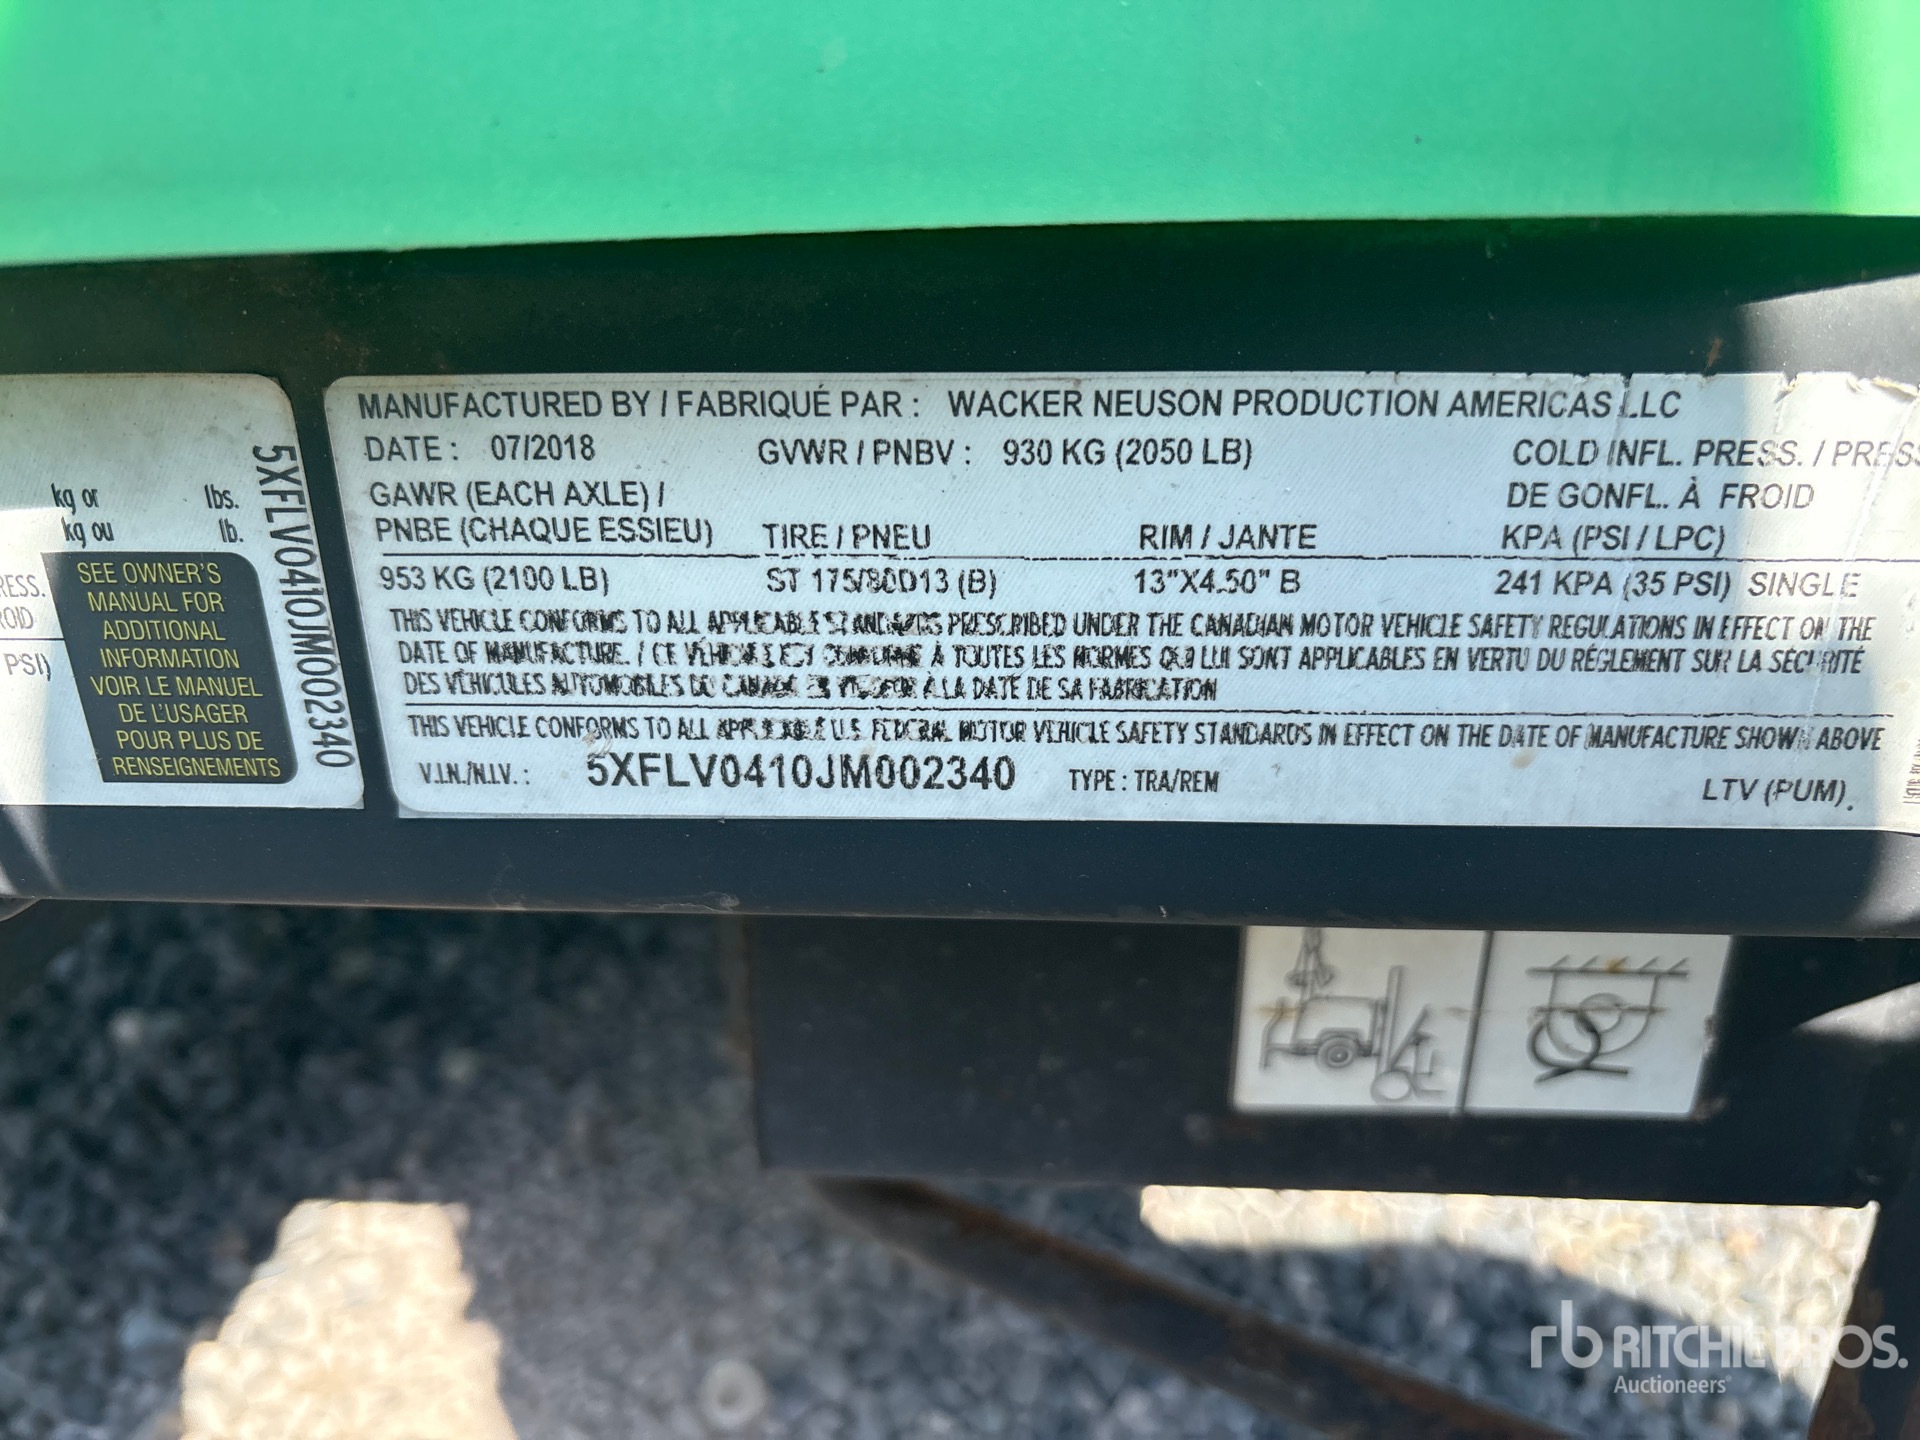 kg or lbs.
kg ou lb.
RESS.
ROID
PSI)
SEE OWNER'S
MANUAL FOR
ADDITIONAL
INFORMATION
VOIR LE MANUEL
DE L'USAGER
POUR PLUS DE
RENSEIGNEMENTS
5XFLV0410JM002340
MANUFACTURED BY / FABRIQUÉ PAR : WACKER NEUSON PRODUCTION AMERICAS LLC
DATE : 07/2018 GVWR / PNBV : 930 KG (2050 LB) COLD INFL. PRESS. / PRESS
GAWR (EACH AXLE) / DE GONFL. À FROID
PNBE (CHAQUE ESSIEU) TIRE / PNEU RIM / JANTE KPA (PSI / LPC)
953 KG (2100 LB) ST 175/80D13 (B) 13"X4.50" B 241 KPA (35 PSI) SINGLE
THIS VEHICLE CONFORMS TO ALL APPLICABLE STANDARDS PRESCRIBED UNDER THE CANADIAN MOTOR VEHICLE SAFETY REGULATIONS IN EFFECT ON THE
DATE OF MANUFACTURE. / CE VÉHICULE EST CONFORME À TOUTES LES NORMES QUI LUI SONT APPLICABLES EN VERTU DU RÉGLEMENT SUR LA SÉCURITÉ
DES VÉHICULES AUTOMOBILES DU CANADA EN VIGUEUR À LA DATE DE SA FABRICATION
THIS VEHICLE CONFORMS TO ALL APPLICABLE U.S. FEDERAL MOTOR VEHICLE SAFETY STANDARDS IN EFFECT ON THE DATE OF MANUFACTURE SHOWN ABOVE
V.I.N./N.I.V. : 5XFLV0410JM002340 TYPE : TRA/REM LTV (PUM).
rb RITCHIE BROS.
Auctioneers